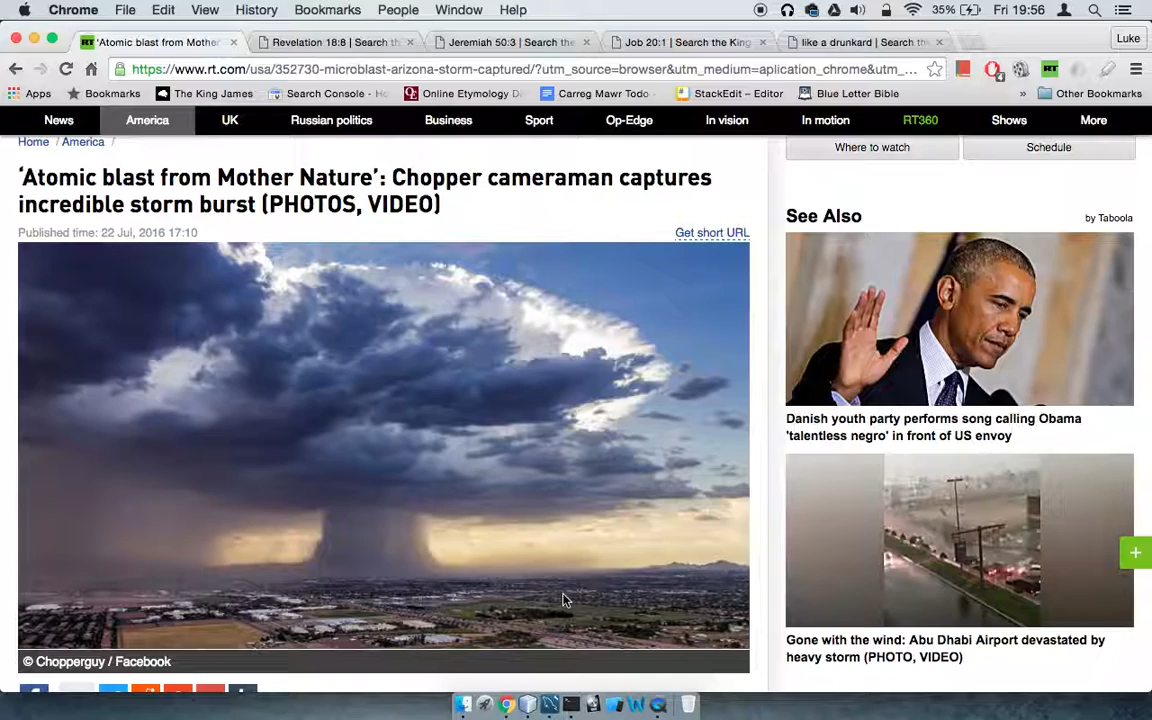 Chrome File Edit View History Bookmarks People Window Help 35% Fri 19:56
'Atomic blast from Mother Revelation 18:8 | Search th Jeremiah 50:3 | Search the Job 20:1 | Search the King like a drunkard | Search the Luke
https://www.rt.com/usa/352730-microblast-arizona-storm-captured/?utm_source=browser&utm_medium=aplication_chrome&utm_...
Apps Bookmarks The King James Search Console - Ho Online Etymology De Carreg Mawr Todo StackEdit – Editor Blue Letter Bible » Other Bookmarks
News America UK Russian politics Business Sport Op-Edge In vision In motion RT360 Shows More
Home / America /
Where to watch Schedule
'Atomic blast from Mother Nature': Chopper cameraman captures
incredible storm burst (PHOTOS, VIDEO)
Published time: 22 Jul, 2016 17:10 Get short URL
© Chopperguy / Facebook
See Also by Taboola
Danish youth party performs song calling Obama
'talentless negro' in front of US envoy
Gone with the wind: Abu Dhabi Airport devastated by
heavy storm (PHOTO, VIDEO)